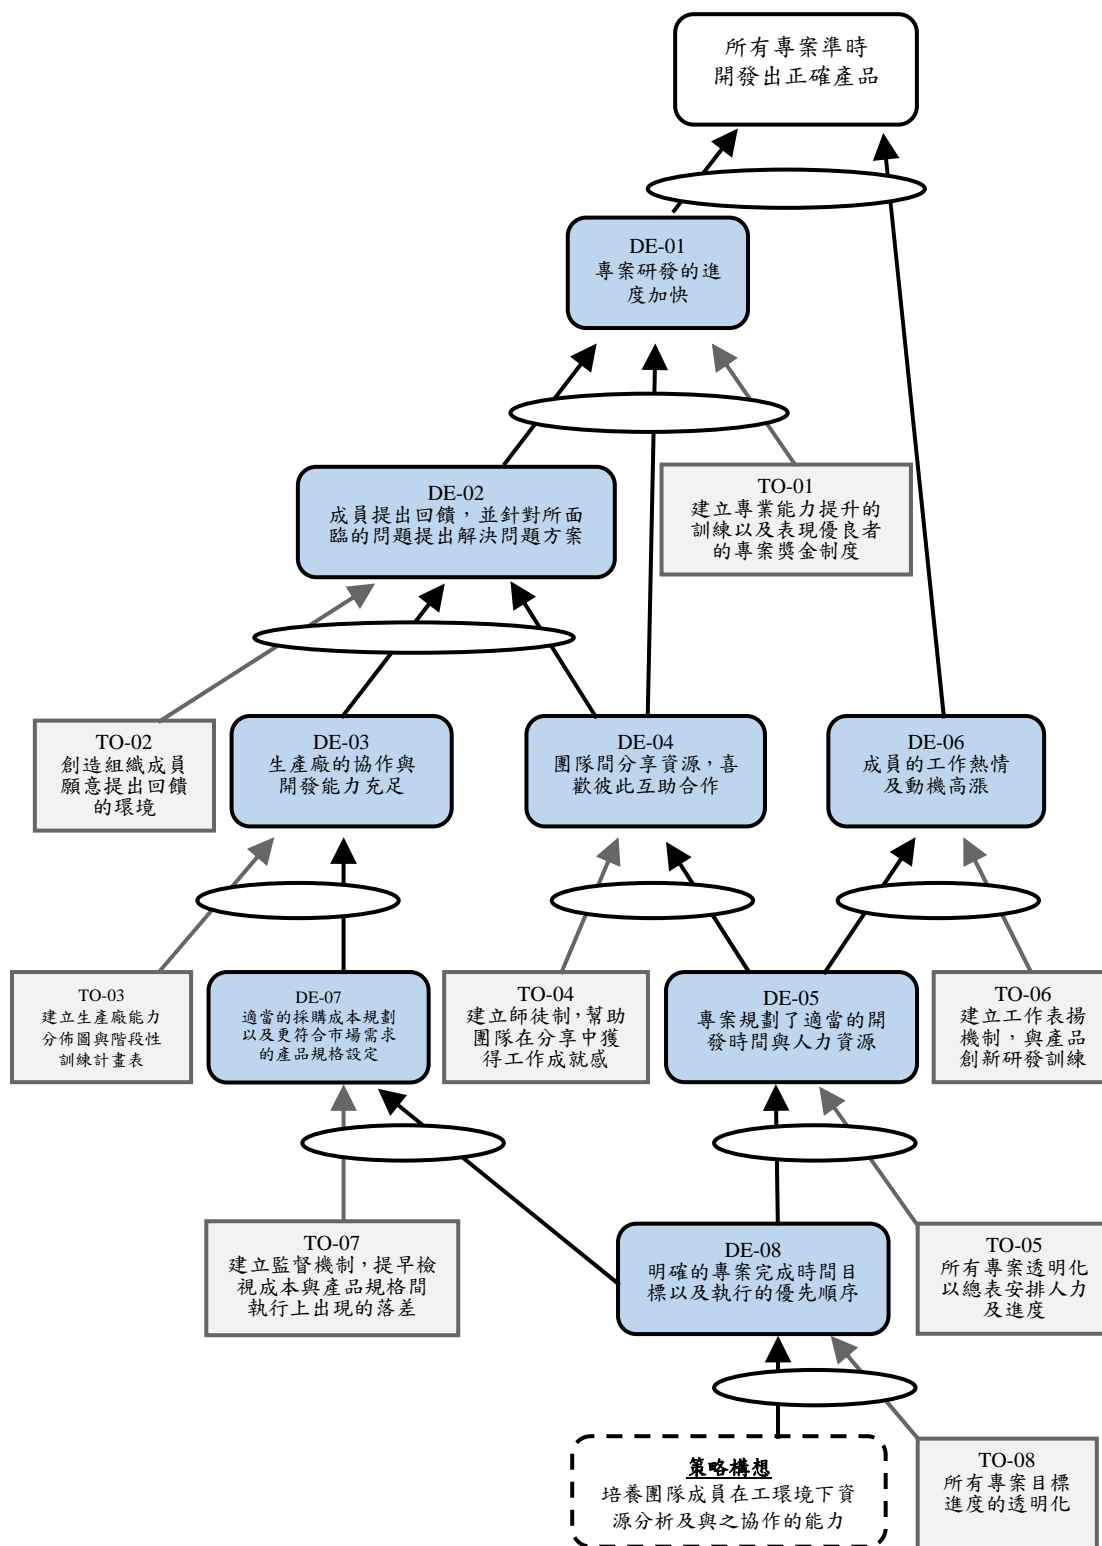 所有專案準時
開發出正確產品
DE-01
專案研發的進
度加快
DE-02
成員提出回饋，並針對所面
臨的問題提出解決問題方案
TO-01
建立專業能力提升的
訓練以及表現優良者
的專案獎金制度
TO-02
創造組織成員
願意提出回饋
的環境
DE-03
生產廠的協作與
開發能力充足
DE-04
團隊間分享資源，喜
歡彼此互助合作
DE-06
成員的工作熱情
及動機高漲
TO-03
建立生產廠能力
分佈圖與階段性
訓練計畫表
DE-07
適當的採購成本規劃
以及更符合市場需求
的產品規格設定
TO-04
建立師徒制，幫助
團隊在分享中獲
得工作成就感
DE-05
專案規劃了適當的開
發時間與人力資源
TO-06
建立工作表揚
機制，與產品
創新研發訓練
TO-07
建立監督機制，提早檢
視成本與產品規格間
執行上出現的落差
DE-08
明確的專案完成時間目
標以及執行的優先順序
TO-05
所有專案透明化
以總表安排人力
及進度
策略構想
培養團隊成員在工環境下資
源分析及與之協作的能力
TO-08
所有專案目標
進度的透明化